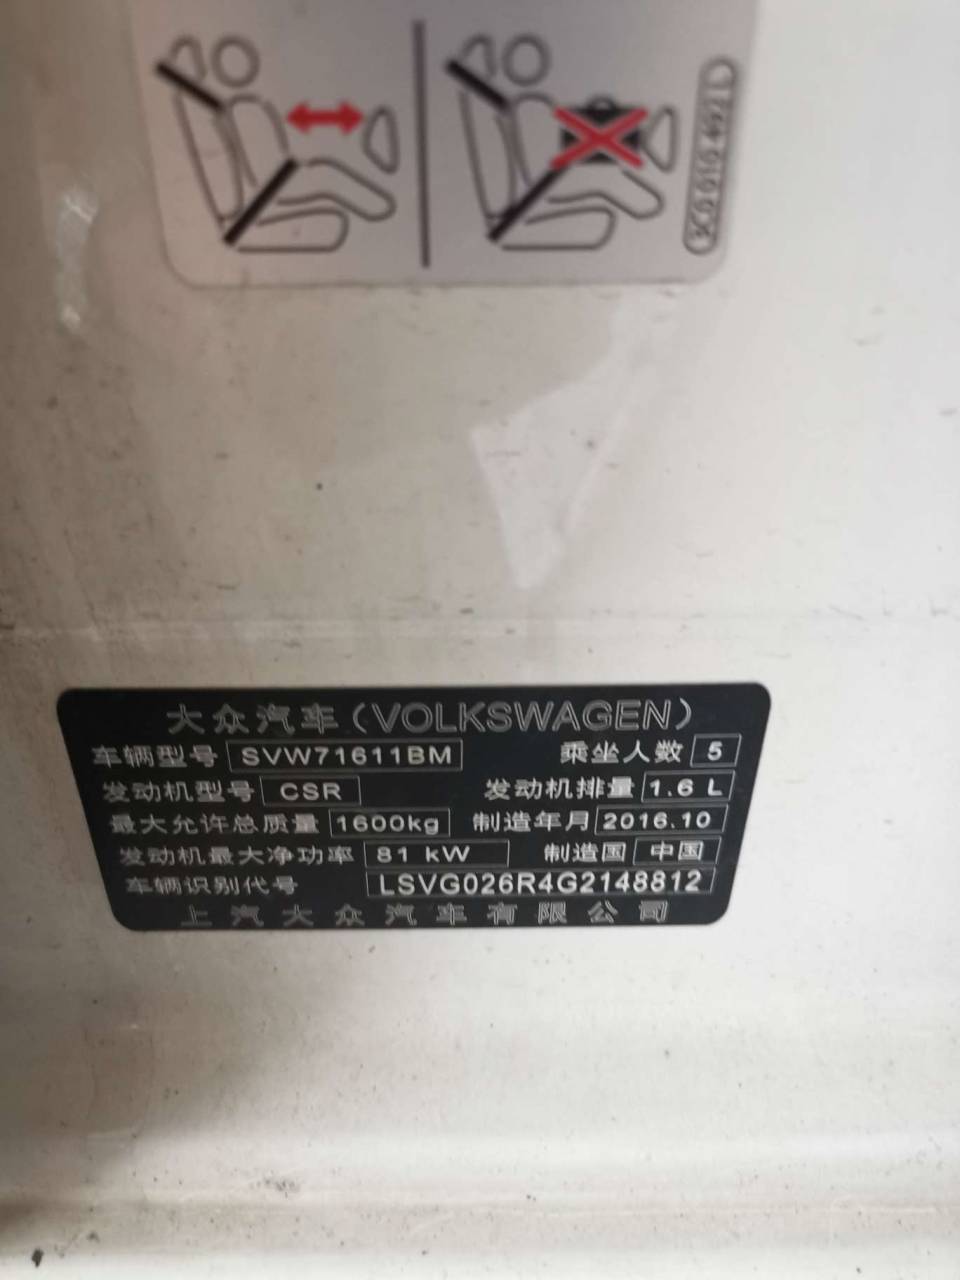 3C0 010 492 D
大众汽车(VOLKSWAGEN)
车辆型号 SVW71611BM 乘坐人数 5
发动机型号 CSR 发动机排量 1.6 L
最大允许总质量 1600kg 制造年月 2016.10
发动机最大净功率 81 kW 制造国 中国
车辆识别代号 LSVG026R4G2148812
上汽大众汽车有限公司